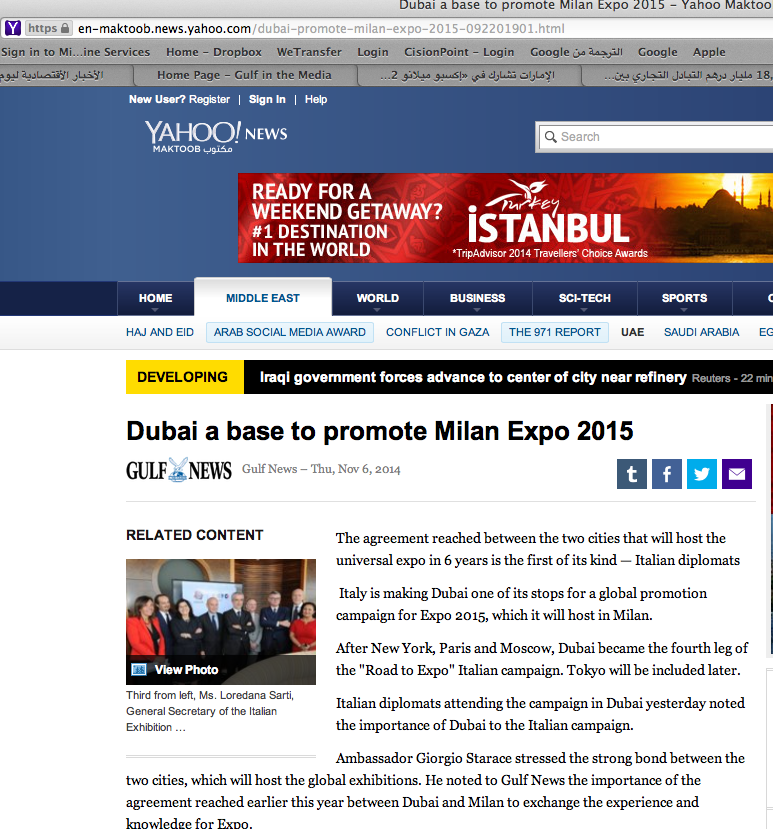 Dubai a base to promote Milan Expo 2015 – Yahoo Maktoo
https en-maktoob.news.yahoo.com/dubai-promote-milan-expo-2015-092201901.html
Sign in to Mi...ine Services Home – Dropbox WeTransfer Login CisionPoint – Login الترجمة من Google Google Apple
الأخبار الأقتصادية ليوم Home Page – Gulf in the Media الإمارات تشارك في «إكسبو ميلانو 2... 18, مليار درهم التبادل التجاري بين...
New User? Register | Sign In | Help
YAHOO! NEWS
MAKTOOB مكتوب
Search
READY FOR A
WEEKEND GETAWAY?
#1 DESTINATION
IN THE WORLD
Turkey
İSTANBUL
*TripAdvisor 2014 Travellers' Choice Awards
HOME MIDDLE EAST WORLD BUSINESS SCI-TECH SPORTS
HAJ AND EID ARAB SOCIAL MEDIA AWARD CONFLICT IN GAZA THE 971 REPORT UAE SAUDI ARABIA EG
DEVELOPING Iraqi government forces advance to center of city near refinery Reuters - 22 min
Dubai a base to promote Milan Expo 2015
GULF NEWS Gulf News – Thu, Nov 6, 2014
RELATED CONTENT
View Photo
Third from left, Ms. Loredana Sarti,
General Secretary of the Italian
Exhibition ...
The agreement reached between the two cities that will host the
universal expo in 6 years is the first of its kind — Italian diplomats
Italy is making Dubai one of its stops for a global promotion
campaign for Expo 2015, which it will host in Milan.
After New York, Paris and Moscow, Dubai became the fourth leg of
the "Road to Expo" Italian campaign. Tokyo will be included later.
Italian diplomats attending the campaign in Dubai yesterday noted
the importance of Dubai to the Italian campaign.
Ambassador Giorgio Starace stressed the strong bond between the
two cities, which will host the global exhibitions. He noted to Gulf News the importance of the
agreement reached earlier this year between Dubai and Milan to exchange the experience and
knowledge for Expo.